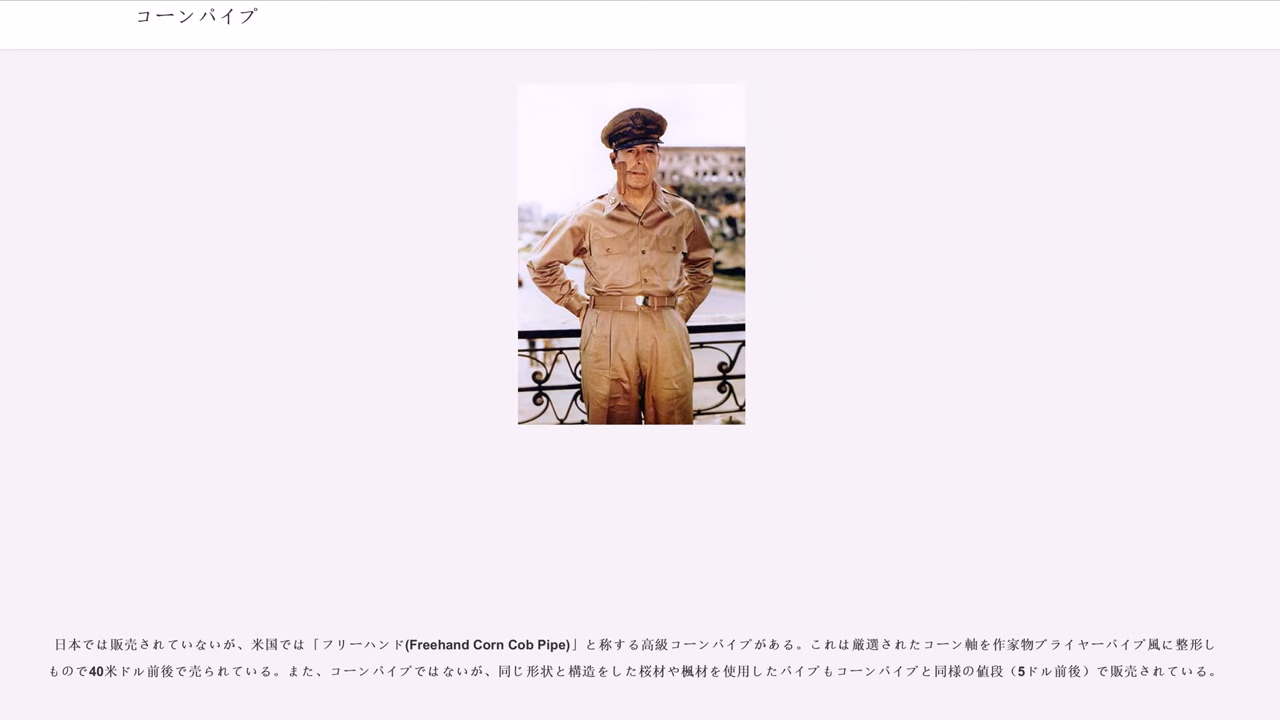 コーンパイプ
日本では販売されていないが、米国では「フリーハンド(Freehand Corn Cob Pipe)」と称する高級コーンパイプがある。これは厳選されたコーン軸を作家物ブライヤーパイプ風に整形し
もので40米ドル前後で売られている。また、コーンパイプではないが、同じ形状と構造をした桜材や楓材を使用したパイプもコーンパイプと同様の値段（5ドル前後）で販売されている。